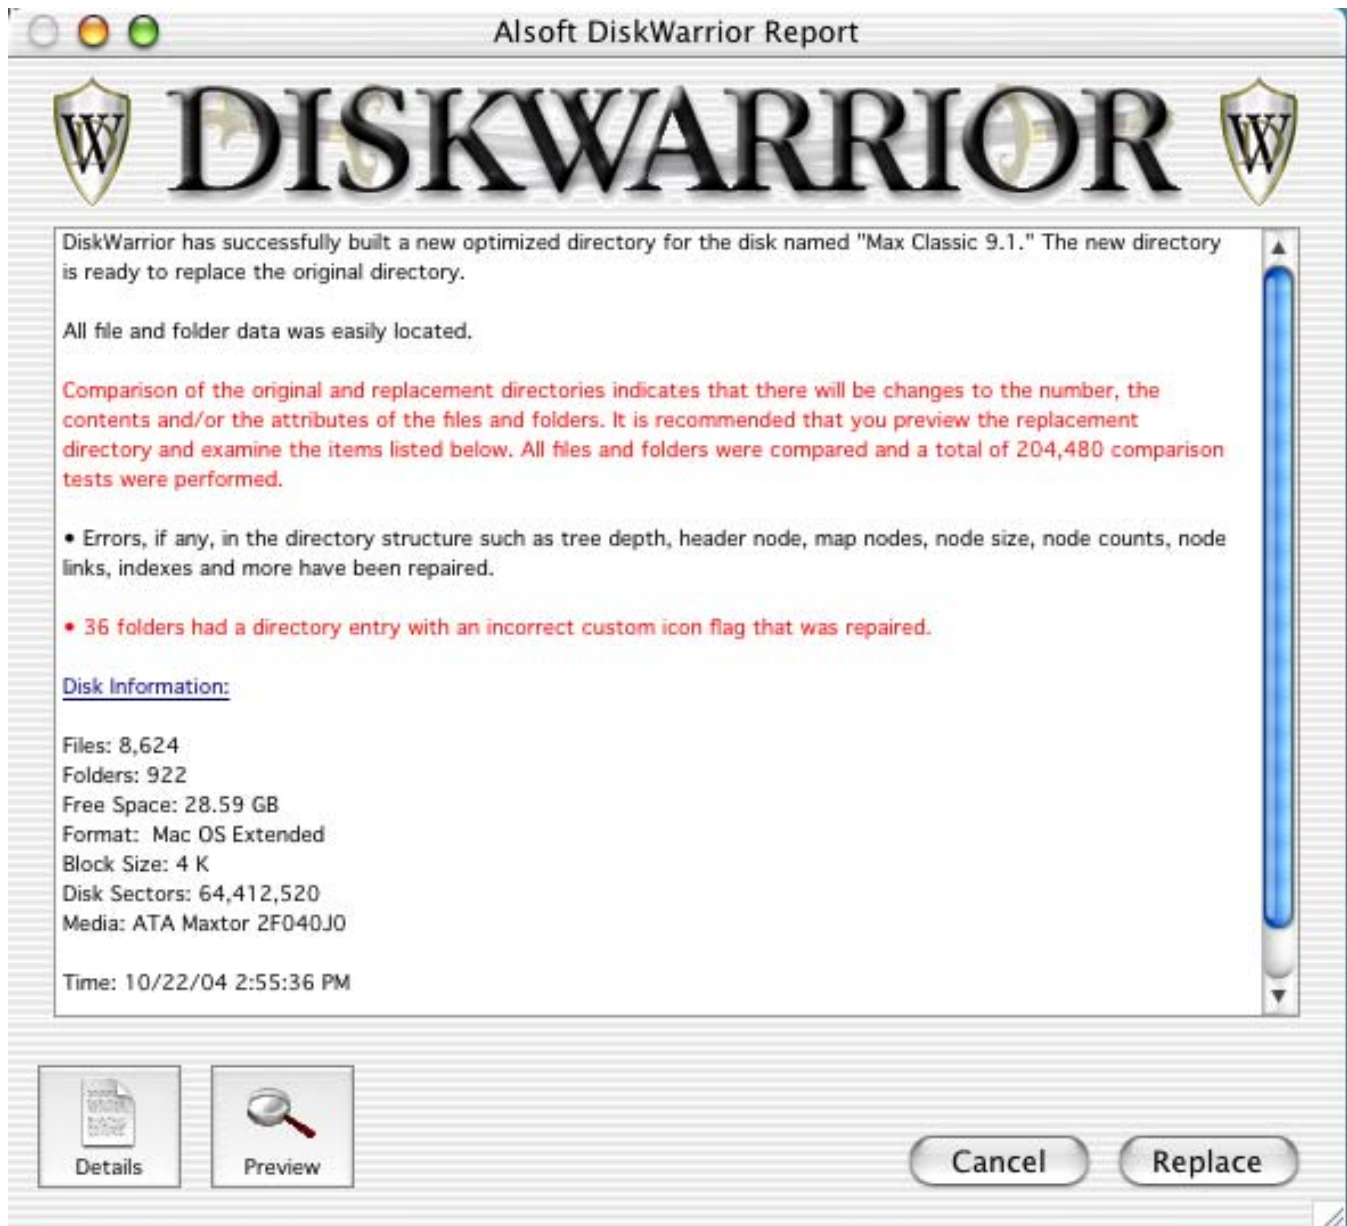 Alsoft DiskWarrior Report
W DISKWARRIOR W
DiskWarrior has successfully built a new optimized directory for the disk named "Max Classic 9.1." The new directory
is ready to replace the original directory.
All file and folder data was easily located.
Comparison of the original and replacement directories indicates that there will be changes to the number, the
contents and/or the attributes of the files and folders. It is recommended that you preview the replacement
directory and examine the items listed below. All files and folders were compared and a total of 204,480 comparison
tests were performed.
• Errors, if any, in the directory structure such as tree depth, header node, map nodes, node size, node counts, node
links, indexes and more have been repaired.
• 36 folders had a directory entry with an incorrect custom icon flag that was repaired.
Disk Information:
Files: 8,624
Folders: 922
Free Space: 28.59 GB
Format:  Mac OS Extended
Block Size: 4 K
Disk Sectors: 64,412,520
Media: ATA Maxtor 2F040J0
Time: 10/22/04 2:55:36 PM
Details
Preview
Cancel
Replace